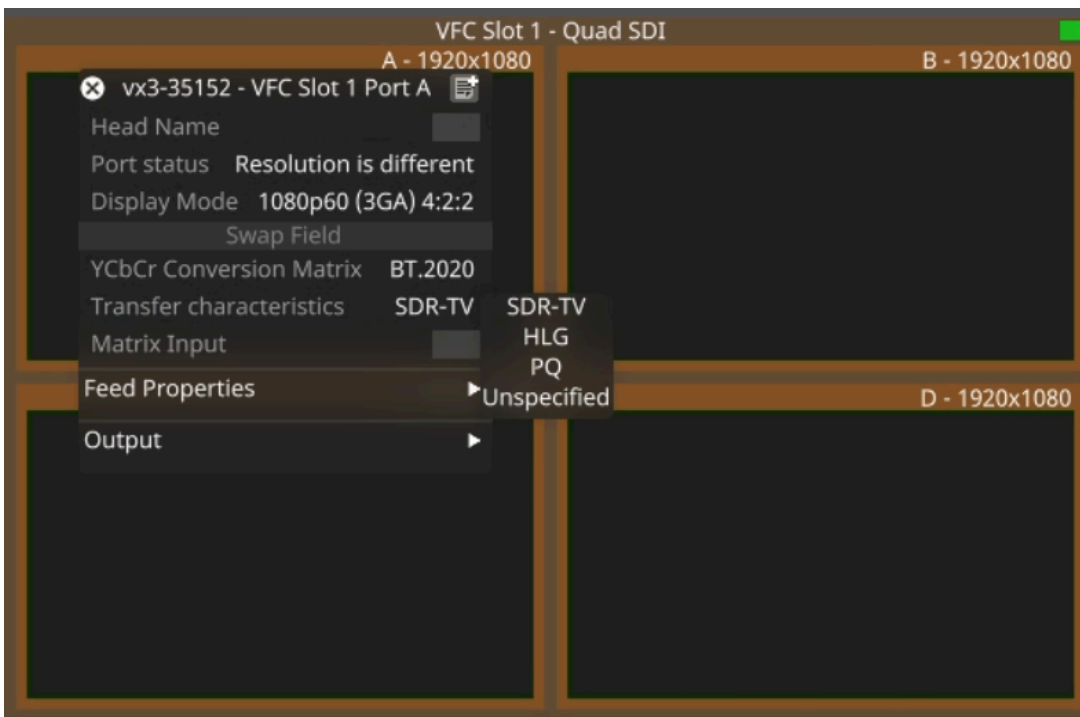 VFC Slot 1 - Quad SDI
A - 1920x1080
B - 1920x1080
vx3-35152 - VFC Slot 1 Port A
Head Name
Port status Resolution is different
Display Mode 1080p60 (3GA) 4:2:2
Swap Field
YCbCr Conversion Matrix BT.2020
Transfer characteristics SDR-TV
SDR-TV
HLG
PQ
Unspecified
Matrix Input
Feed Properties
D - 1920x1080
Output